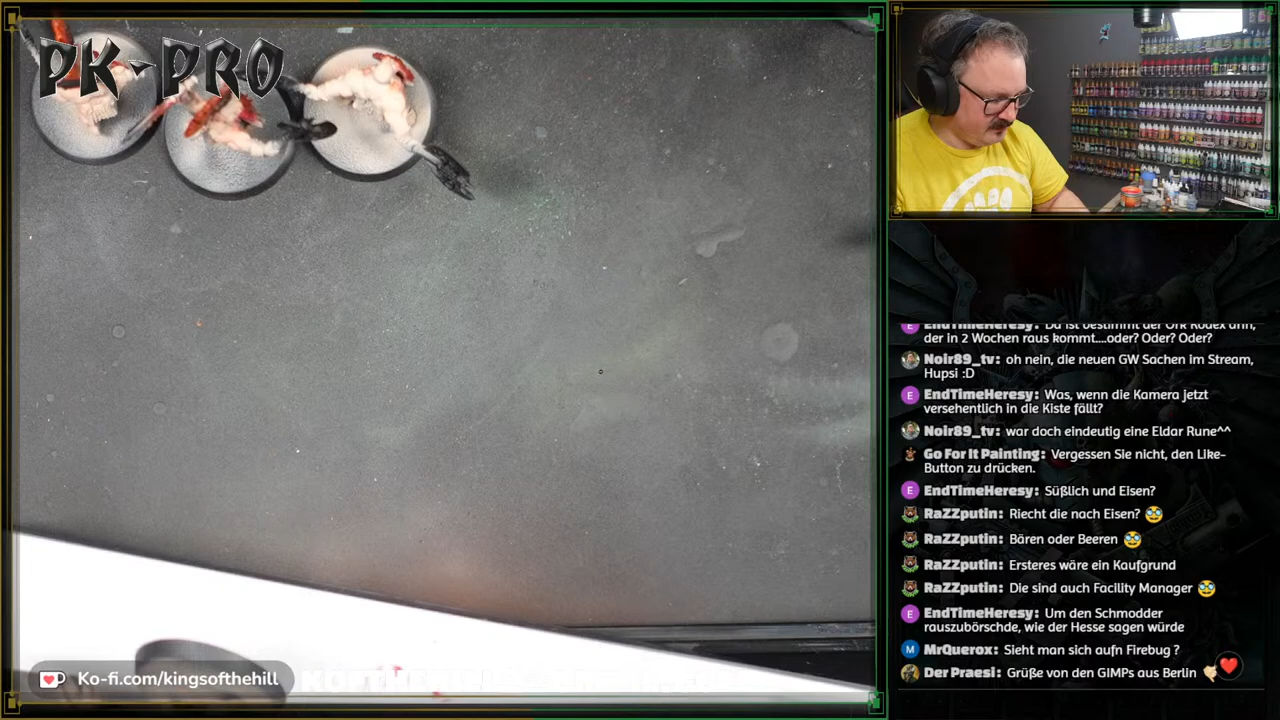 PK-PRO
Ko-fi.com/kingsofthehill
EndTimeHeresy: Da ist bestimmt der Ork Kodex drin,
der in 2 Wochen raus kommt....oder? Oder? Oder?
Noir89_tv: oh nein, die neuen GW Sachen im Stream,
Hupsi :D
EndTimeHeresy: Was, wenn die Kamera jetzt
versehentlich in die Kiste fällt?
Noir89_tv: war doch eindeutig eine Eldar Rune^^
Go For It Painting: Vergessen Sie nicht, den Like-
Button zu drücken.
EndTimeHeresy: Süßlich und Eisen?
RaZZputin: Riecht die nach Eisen?
RaZZputin: Bären oder Beeren
RaZZputin: Ersteres wäre ein Kaufgrund
RaZZputin: Die sind auch Facility Manager
EndTimeHeresy: Um den Schmodder
rauszubörschde, wie der Hesse sagen würde
MrQuerox: Sieht man sich aufn Firebug ?
Der Praesi: Grüße von den GIMPs aus Berlin